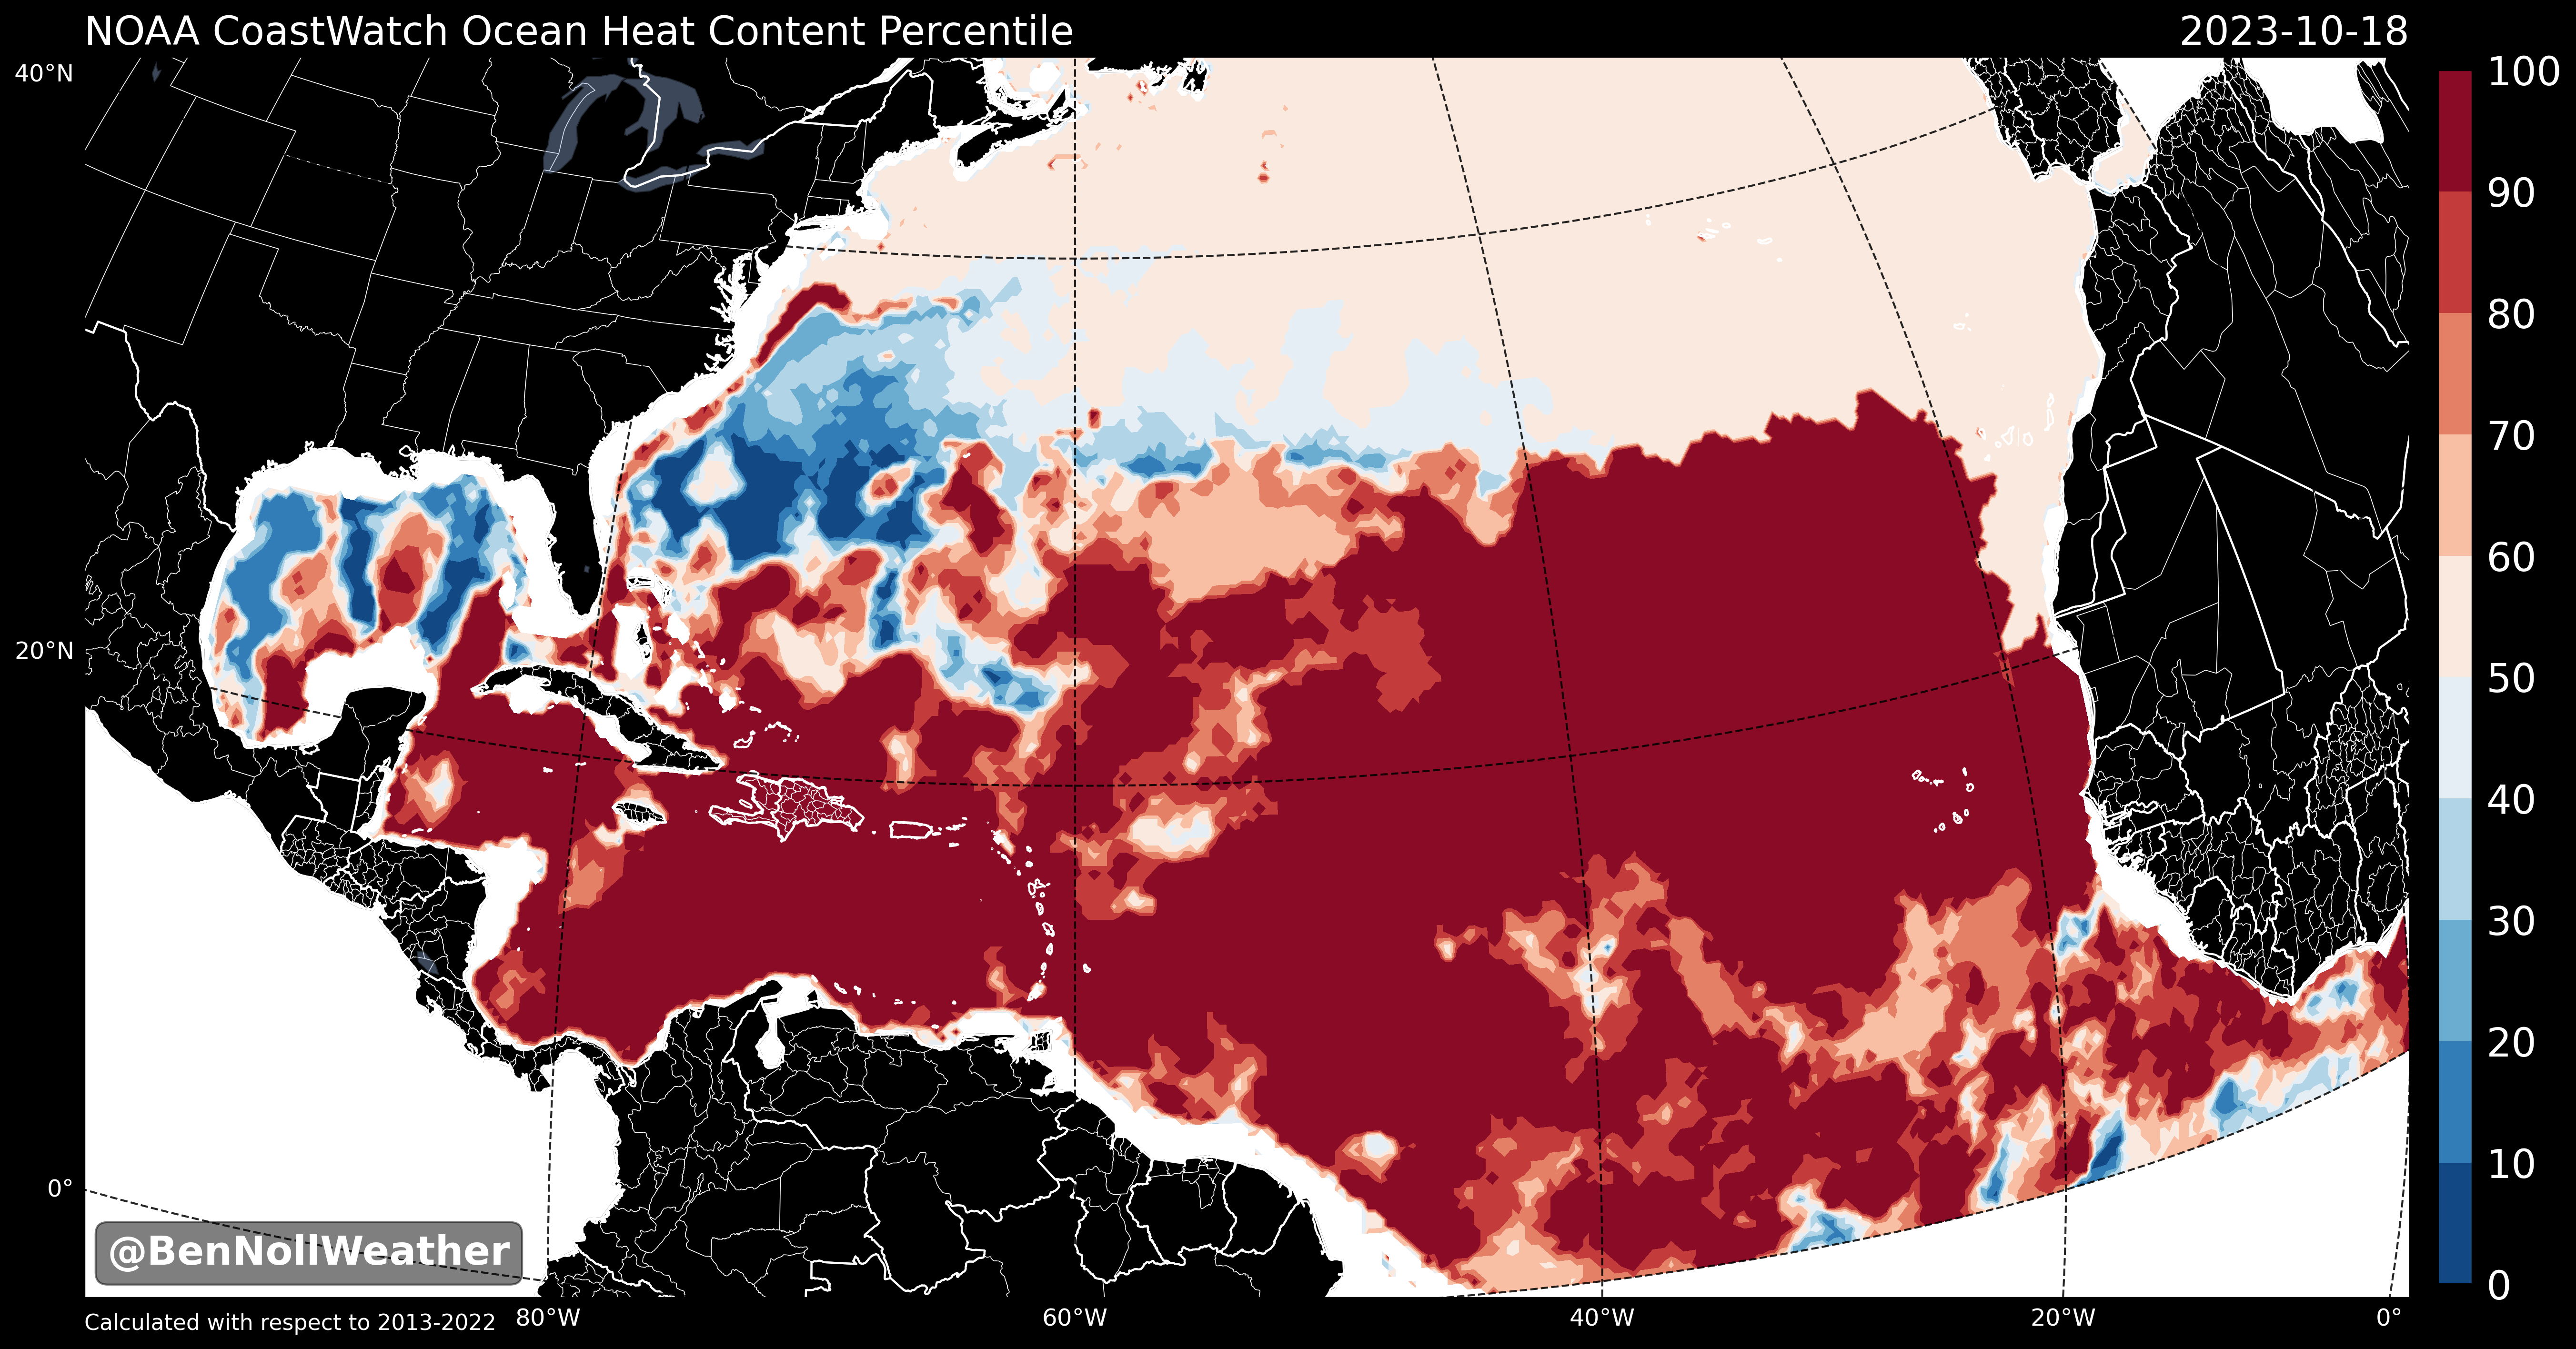 NOAA CoastWatch Ocean Heat Content Percentile
2023-10-18
40°N
20°N
0°
100
90
80
70
60
50
40
30
20
10
0
@BenNollWeather
Calculated with respect to 2013-2022
80°W
60°W
40°W
20°W
0°